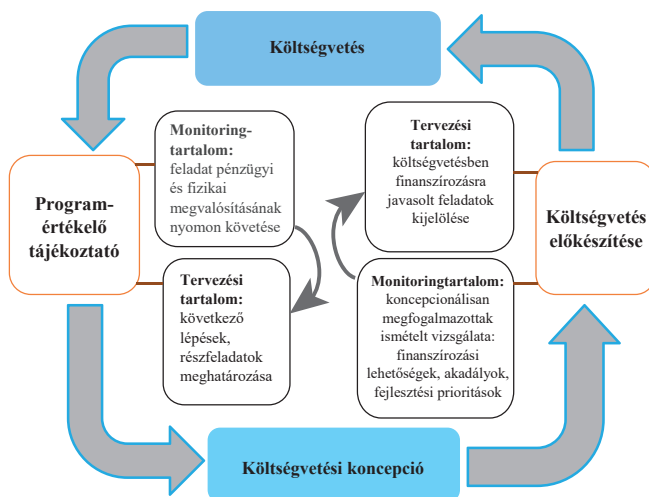 Költségvetés
Monitoring-
tartalom:
feladat pénzügyi
és fizikai
megvalósításának
nyomon követése
Tervezési
tartalom:
költségvetésben
finanszírozásra
javasolt feladatok
kijelölése
Program-
értékelő
tájékoztató
Költségvetés
előkészítése
Tervezési
tartalom:
következő
lépések,
részfeladatok
meghatározása
Monitoringtartalom:
koncepcionálisan
megfogalmazottak
ismételt vizsgálata:
finanszírozási
lehetőségek, akadályok,
fejlesztési prioritások
Költségvetési koncepció